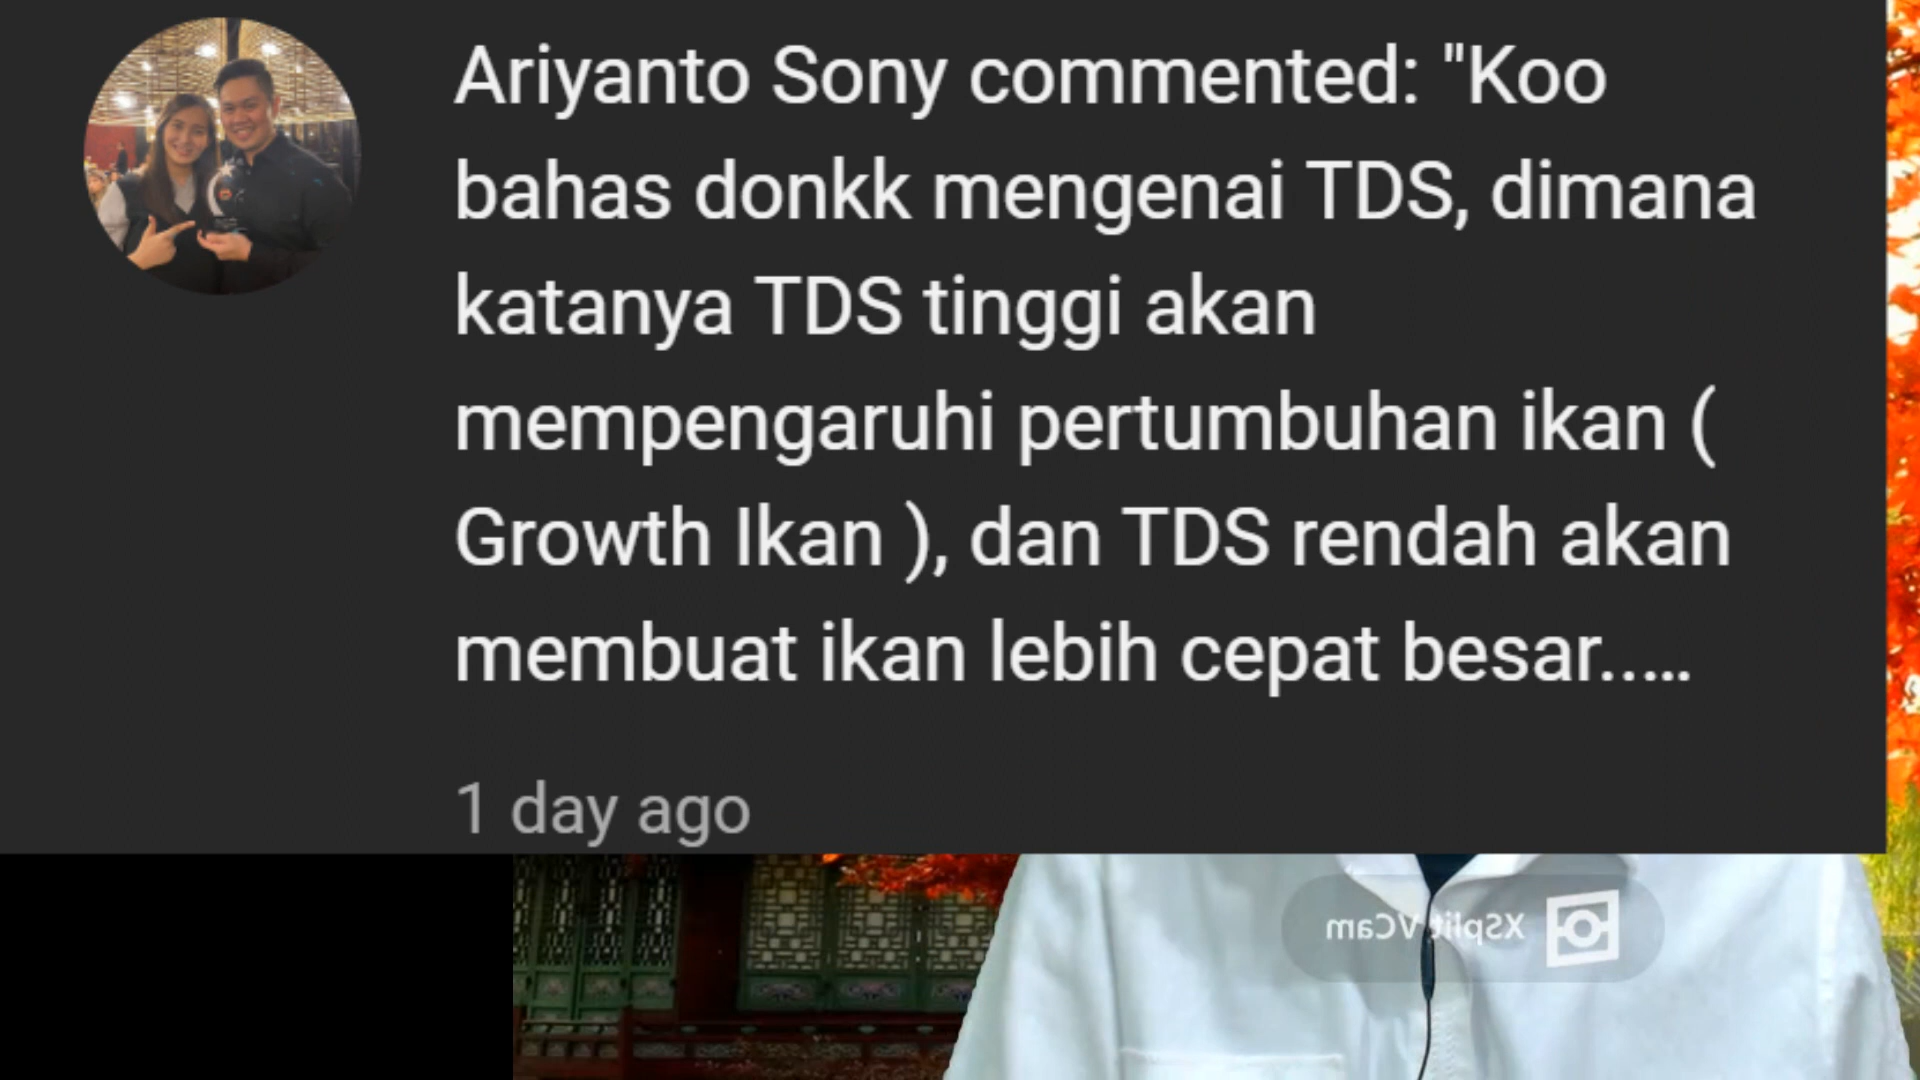 Ariyanto Sony commented: "Koo
bahas donkk mengenai TDS, dimana
katanya TDS tinggi akan
mempengaruhi pertumbuhan ikan (
Growth Ikan ), dan TDS rendah akan
membuat ikan lebih cepat besar.....
1 day ago
XSplit VCam